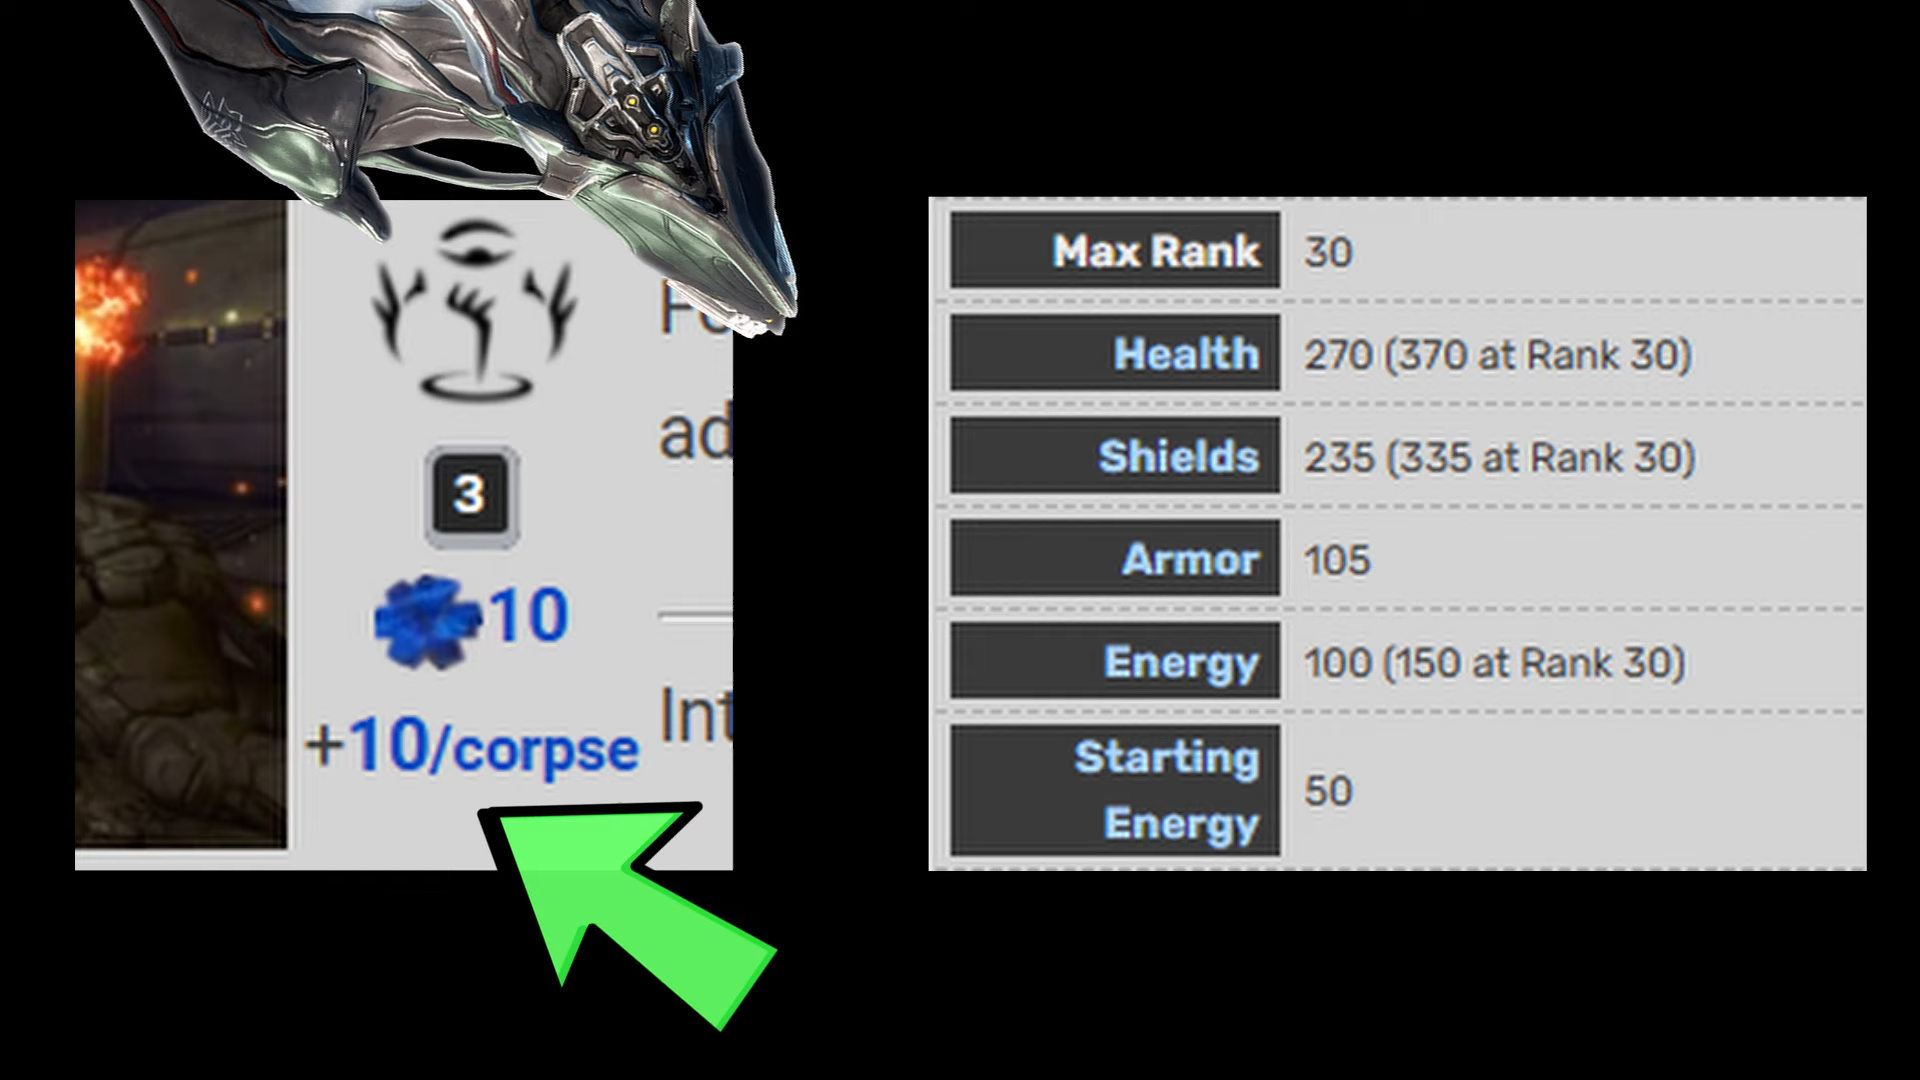 ad
3
10
+10/corpse
Int
Max Rank 30
Health 270 (370 at Rank 30)
Shields 235 (335 at Rank 30)
Armor 105
Energy 100 (150 at Rank 30)
Starting
Energy 50